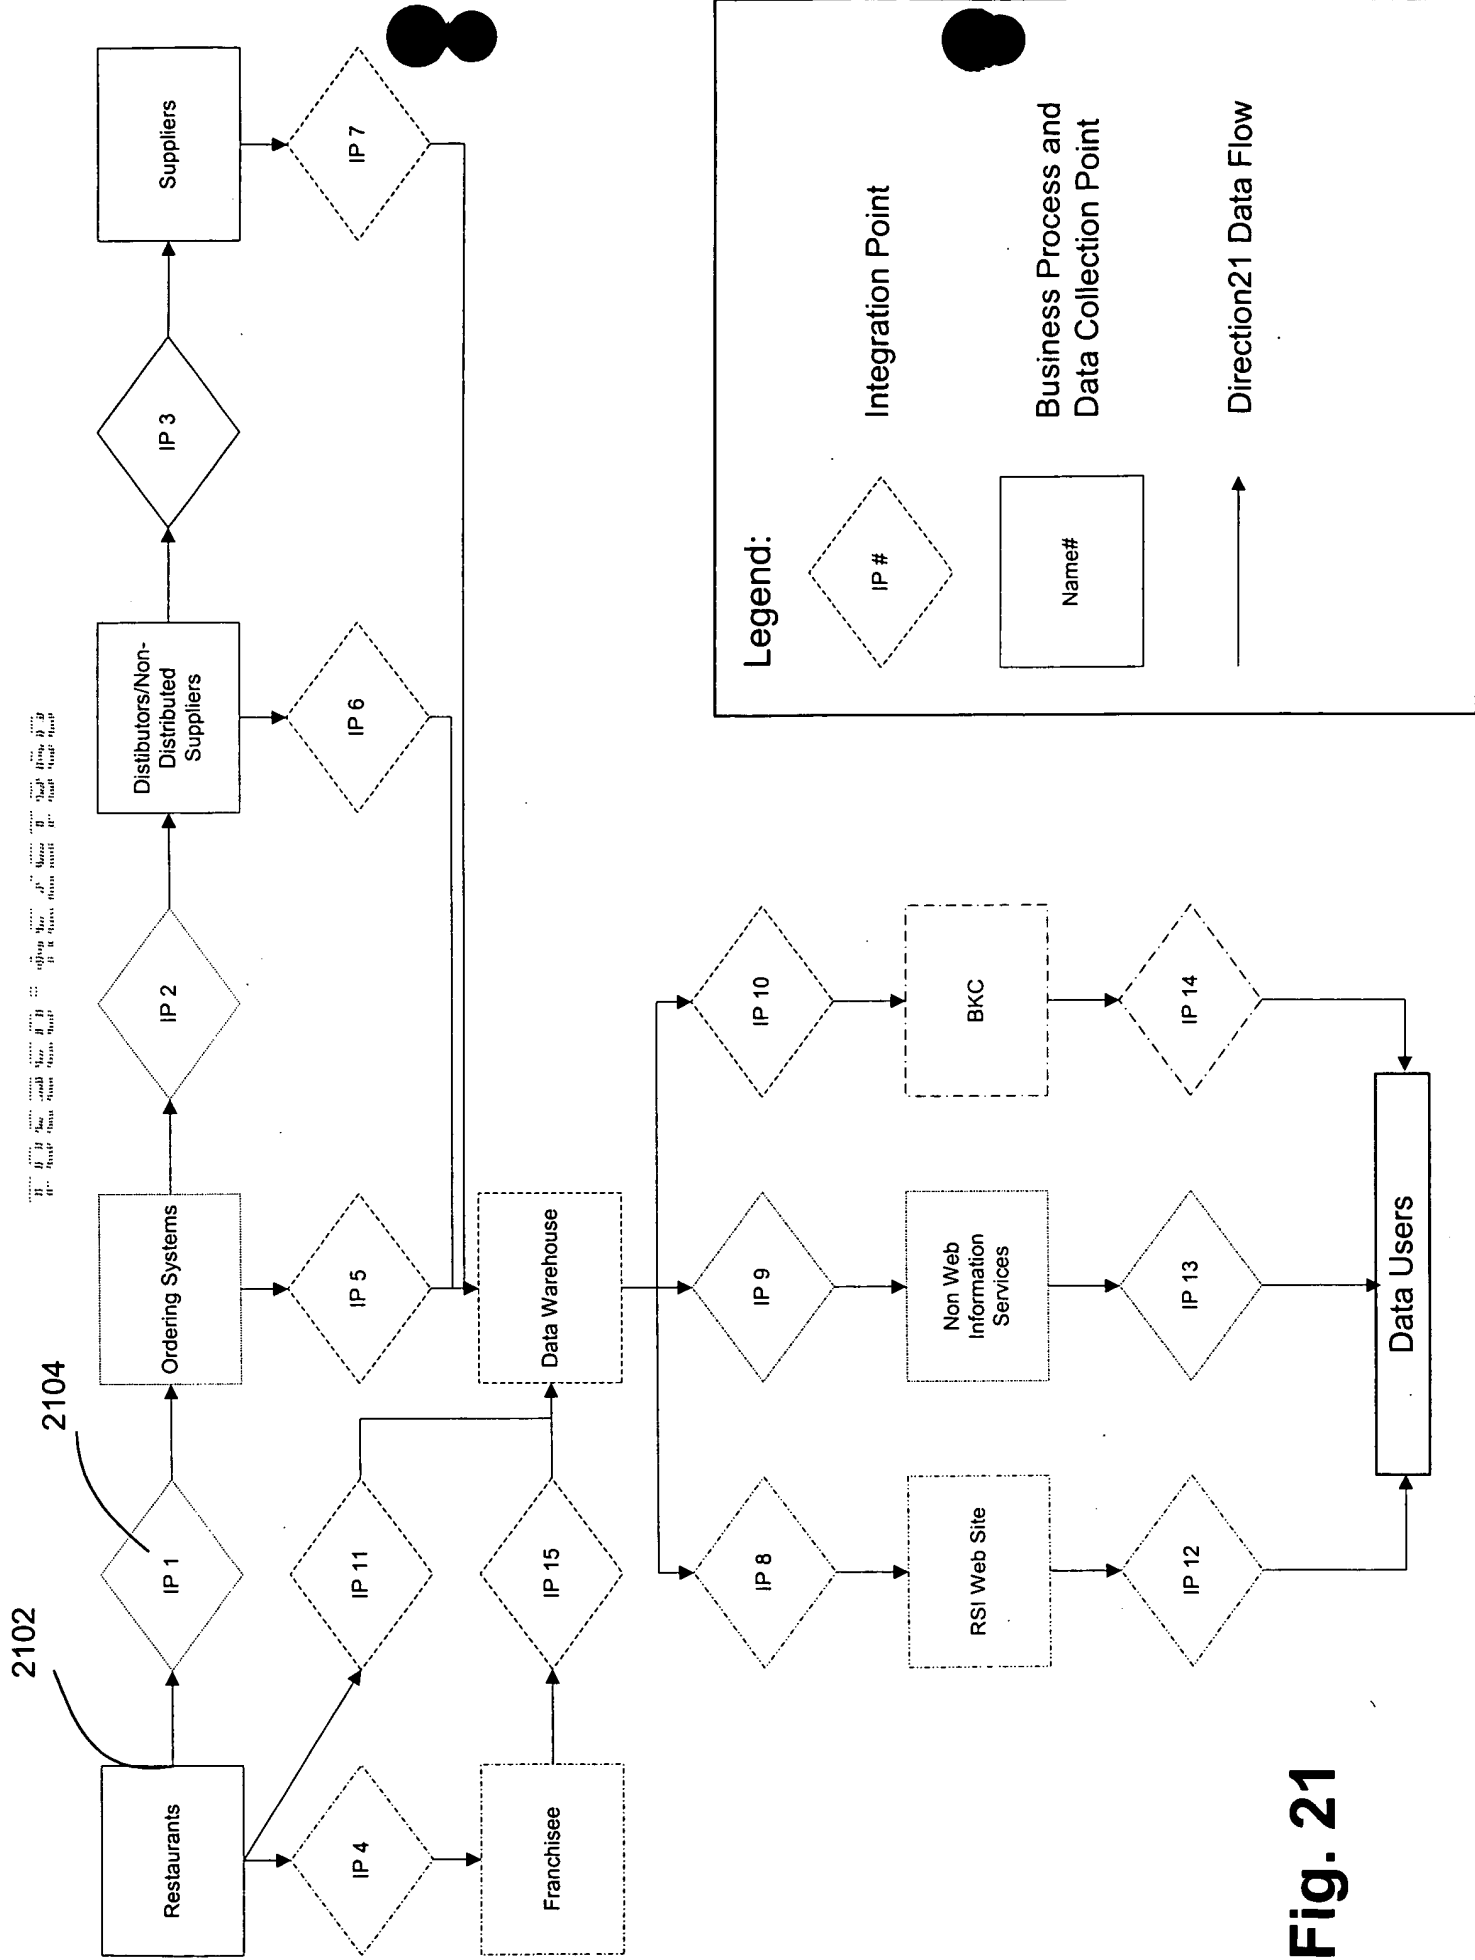 2102
2104
Restaurants
IP 1
Ordering Systems
IP 2
Distibutors/Non-
Distributed
Suppliers
IP 3
Suppliers
IP 4
IP 11
IP 5
IP 6
IP 7
Franchisee
IP 15
Data Warehouse
IP 8
IP 9
IP 10
RSI Web Site
Non Web
Information
Services
BKC
IP 12
IP 13
IP 14
Data Users
Legend:
IP #
Integration Point
Name#
Business Process and
Data Collection Point
Direction21 Data Flow
Fig. 21